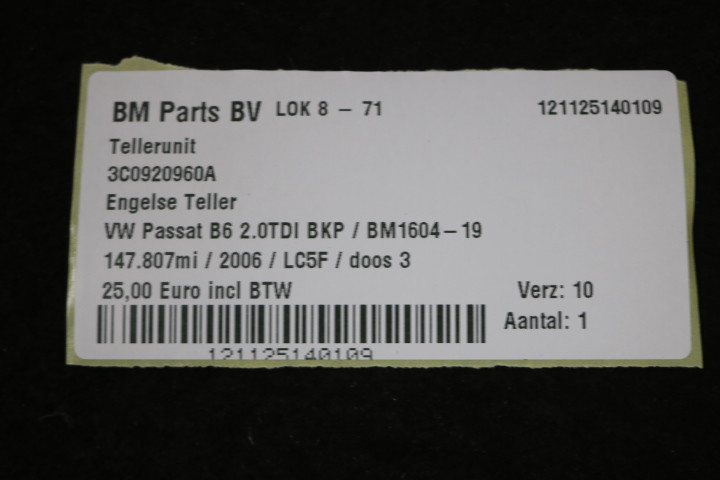 BM Parts BV LOK 8 - 71 121125140109
Tellerunit
3C0920960A
Engelse Teller
VW Passat B6 2.0TDI BKP / BM1604-19
147.807mi / 2006 / LC5F / doos 3
25,00 Euro incl BTW Verz: 10
Aantal: 1
121125140109